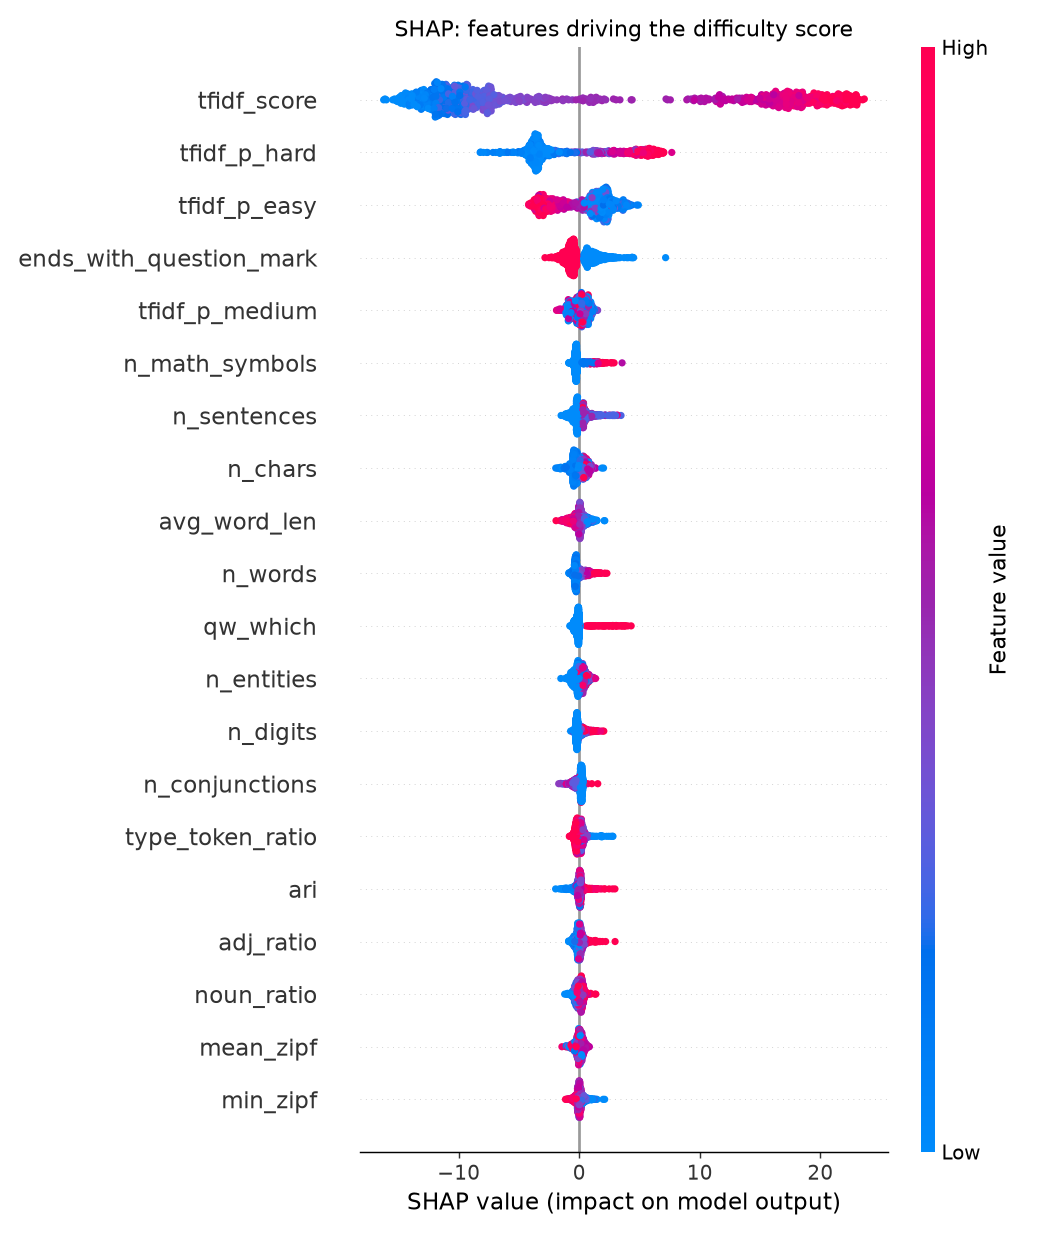 SHAP: features driving the difficulty score
High
tfidf_score
tfidf_p_hard
tfidf_p_easy
ends_with_question_mark
tfidf_p_medium
n_math_symbols
n_sentences
n_chars
avg_word_len
n_words
qw_which
n_entities
n_digits
n_conjunctions
type_token_ratio
ari
adj_ratio
noun_ratio
mean_zipf
min_zipf
Feature value
Low
−10 0 10 20
SHAP value (impact on model output)